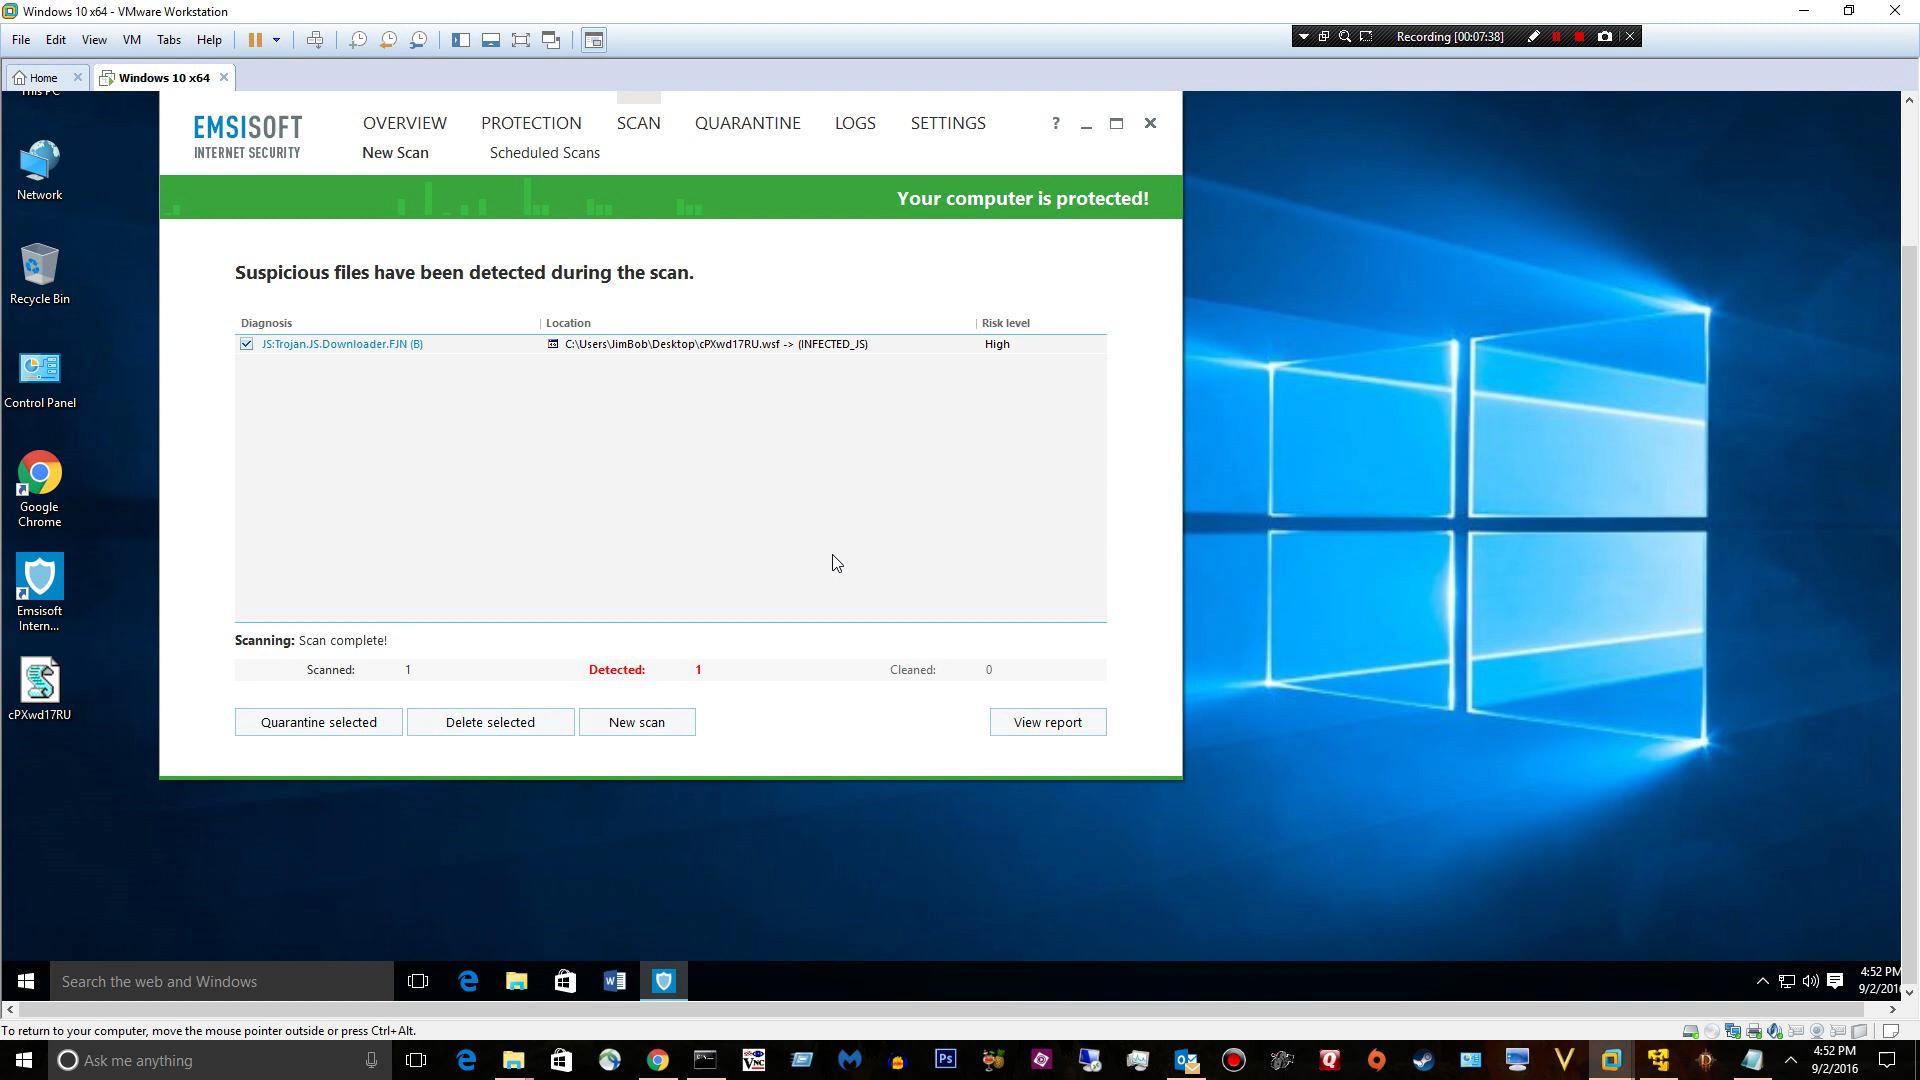 Windows 10 x64 - VMware Workstation
File Edit View VM Tabs Help
Recording [00:07:38]
Home
Windows 10 x64
This PC
Network
Recycle Bin
Control Panel
Google
Chrome
Emsisoft
Intern...
cPXwd17RU
EMSISOFT
INTERNET SECURITY
OVERVIEW PROTECTION SCAN QUARANTINE LOGS SETTINGS ?
New Scan Scheduled Scans
Your computer is protected!
Suspicious files have been detected during the scan.
Diagnosis Location Risk level
JS:Trojan.JS.Downloader.FJN (B) C:\Users\JimBob\Desktop\cPXwd17RU.wsf -> (INFECTED_JS) High
Scanning: Scan complete!
Scanned: 1 Detected: 1 Cleaned: 0
Quarantine selected Delete selected New scan View report
Search the web and Windows
4:52 PM
9/2/2016
To return to your computer, move the mouse pointer outside or press Ctrl+Alt.
Ask me anything
Ps
4:52 PM
9/2/2016